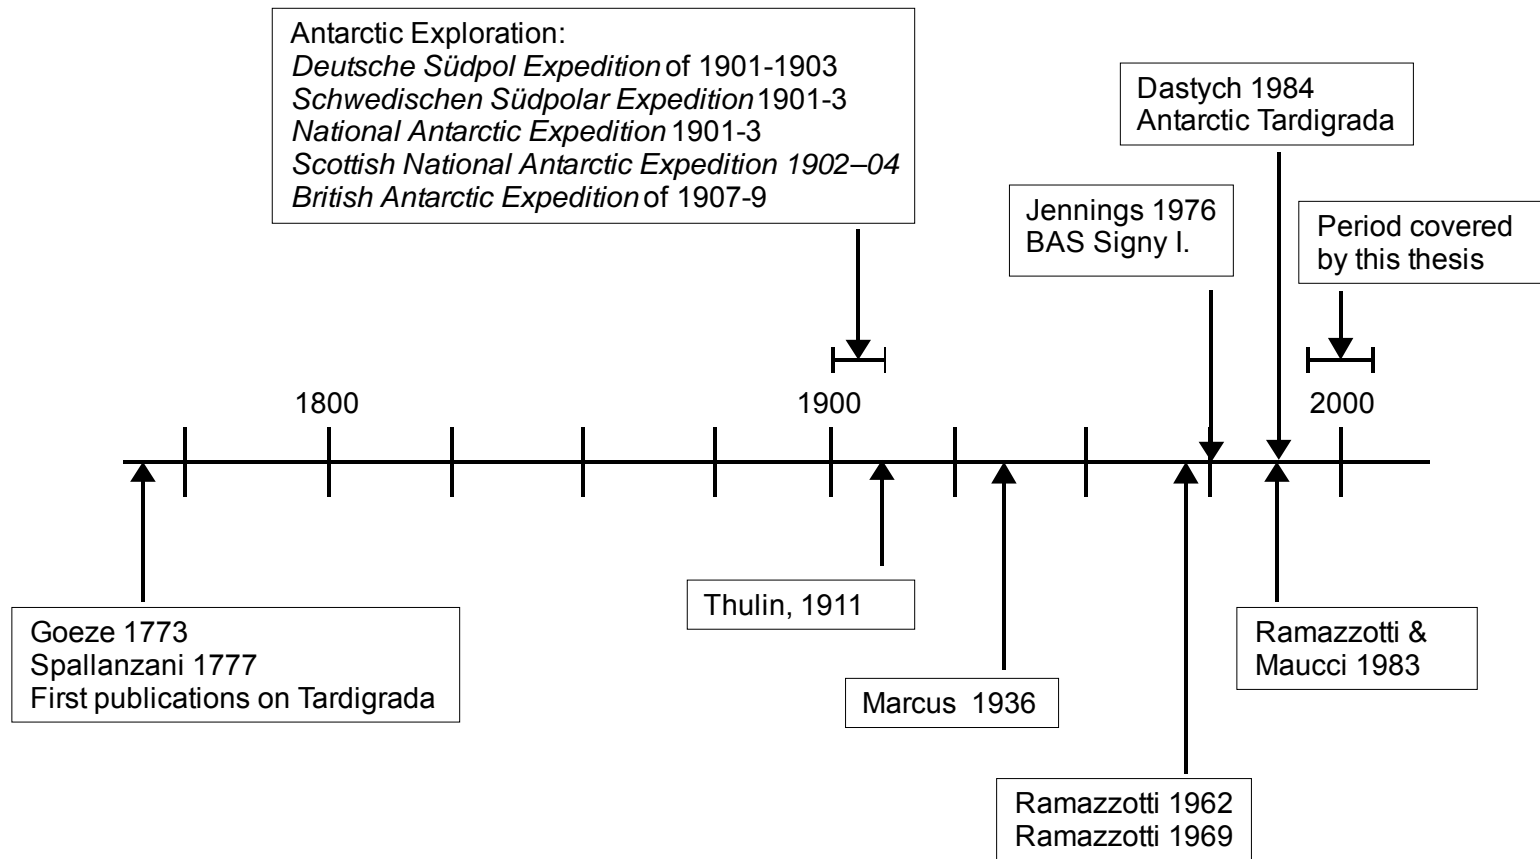 Antarctic Exploration:
Deutsche Südpol Expedition of 1901-1903
Schwedischen Südpolar Expedition 1901-3
National Antarctic Expedition 1901-3
Scottish National Antarctic Expedition 1902–04
British Antarctic Expedition of 1907-9
Dastych 1984
Antarctic Tardigrada
Jennings 1976
BAS Signy I.
Period covered
by this thesis
1800
1900
2000
Goeze 1773
Spallanzani 1777
First publications on Tardigrada
Thulin, 1911
Marcus 1936
Ramazzotti 1962
Ramazzotti 1969
Ramazzotti &
Maucci 1983